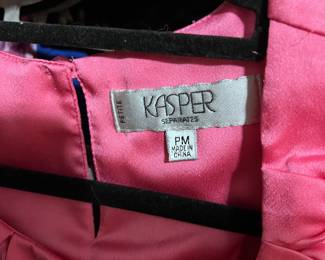 PETITE
KASPER
SEPARATES
PM
MADE IN
CHINA